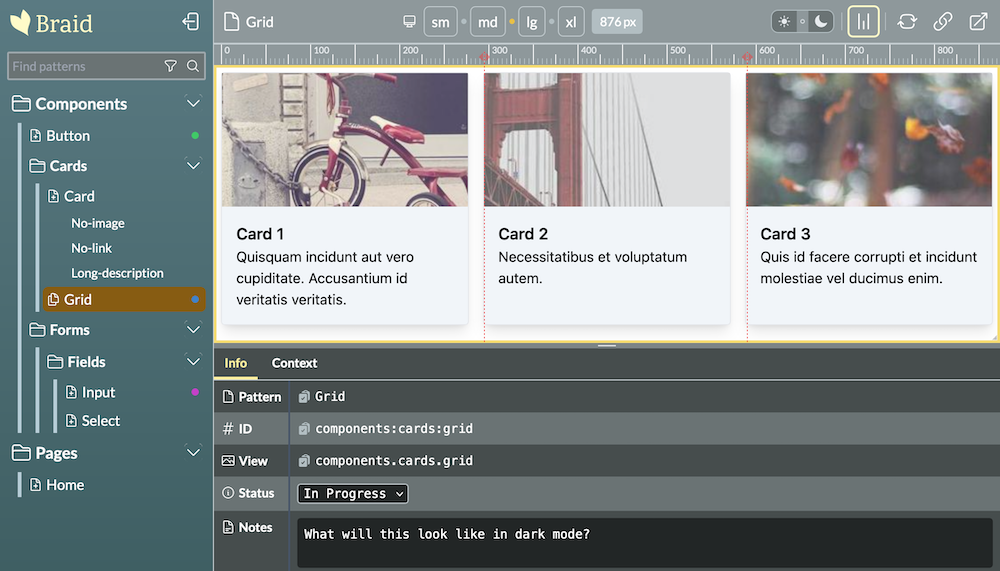 Braid
Find patterns
Components
Button
Cards
Card
No-image
No-link
Long-description
Grid
Forms
Fields
Input
Select
Pages
Home
Grid
sm
md
lg
xl
876 px
0 100 200 300 400 500 600 700 800
Card 1
Quisquam incidunt aut vero
cupiditate. Accusantium id
veritatis veritatis.
Card 2
Necessitatibus et voluptatum
autem.
Card 3
Quis id facere corrupti et incidunt
molestiae vel ducimus enim.
Info Context
Pattern Grid
# ID components:cards:grid
View components.cards.grid
Status In Progress
Notes What will this look like in dark mode?